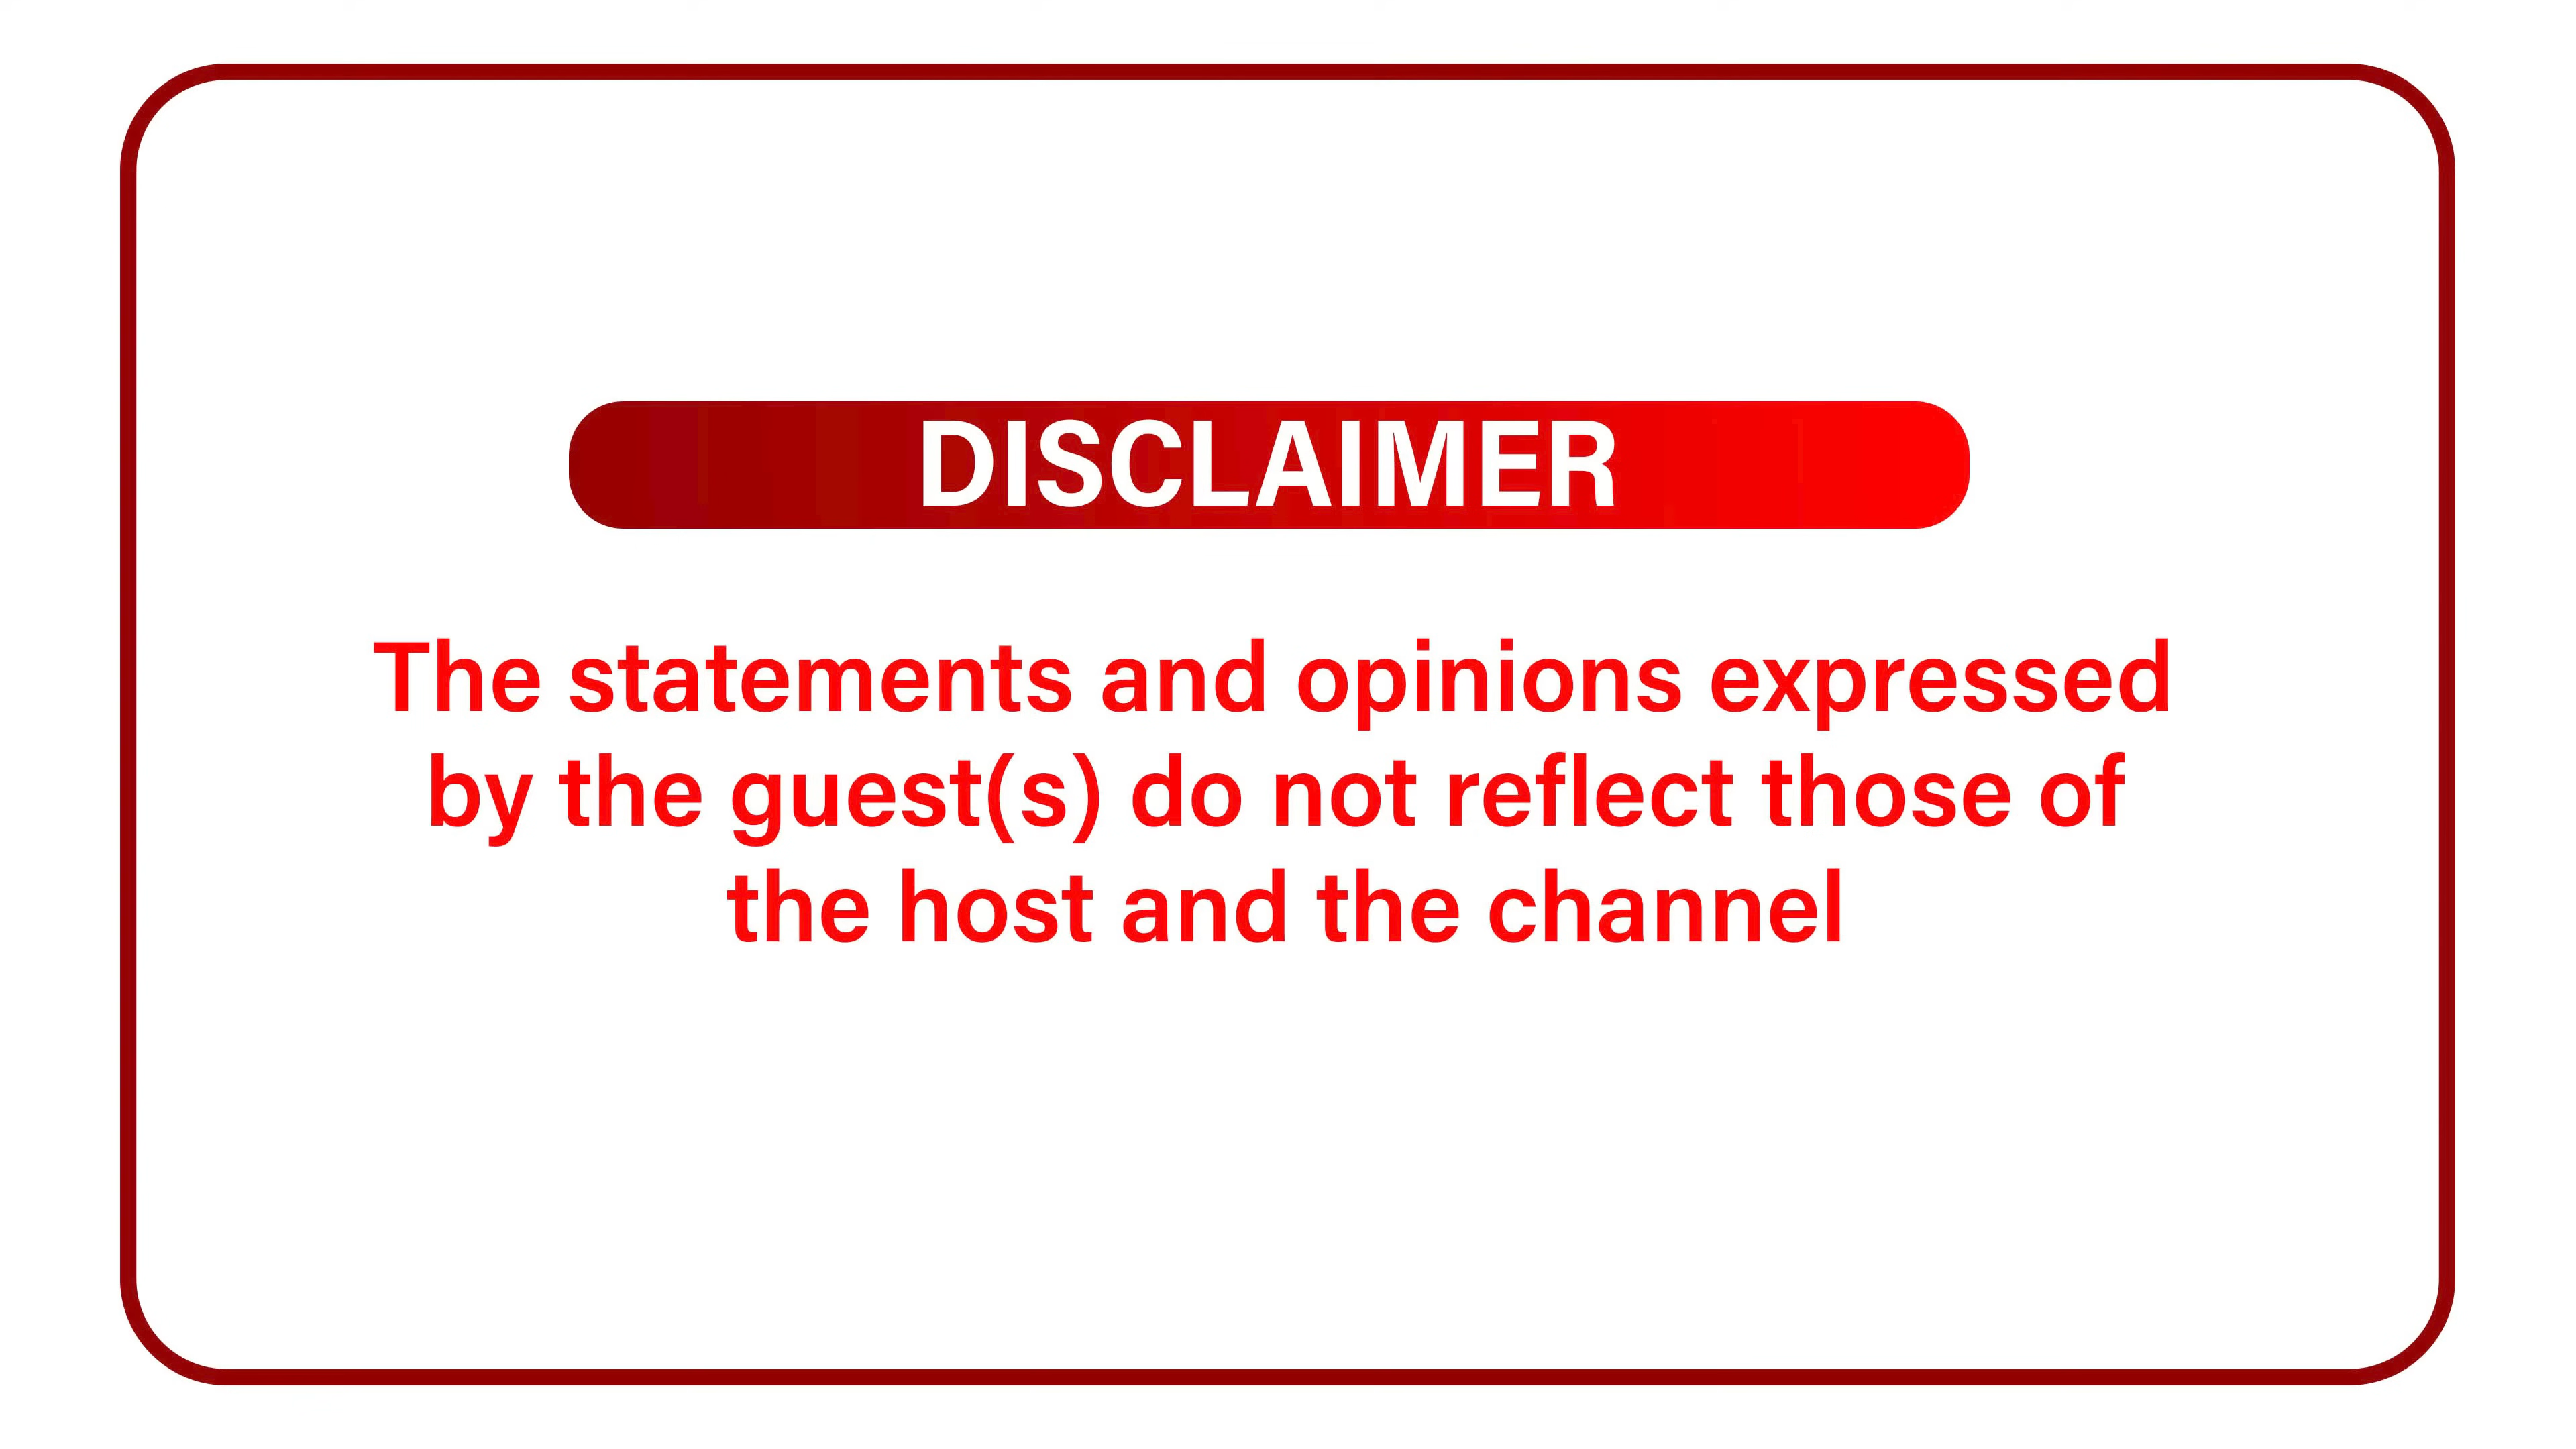 DISCLAIMER
The statements and opinions expressed
by the guest(s) do not reflect those of
the host and the channel